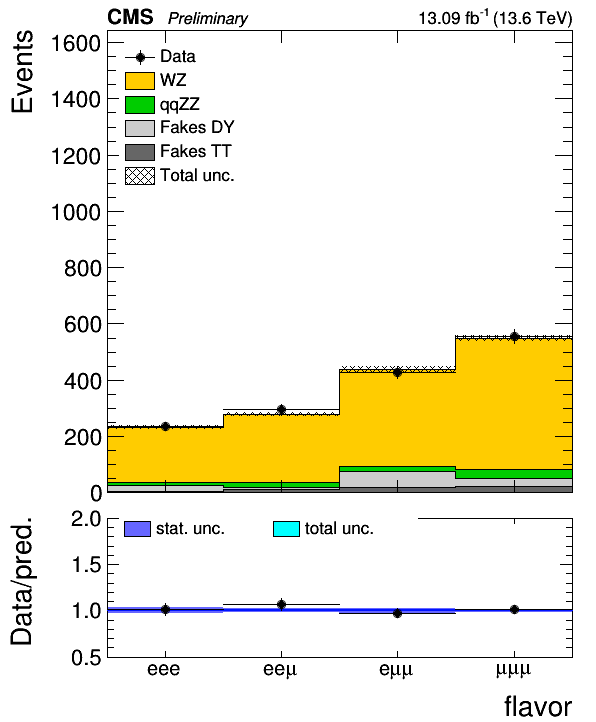 CMS Preliminary 13.09 fb⁻¹ (13.6 TeV)
Events
1600
1400
1200
1000
800
600
400
200
0
Data
WZ
qqZZ
Fakes DY
Fakes TT
Total unc.
Data/pred.
2.0
1.5
1.0
0.5
stat. unc. total unc.
eee eeμ eμμ μμμ
flavor